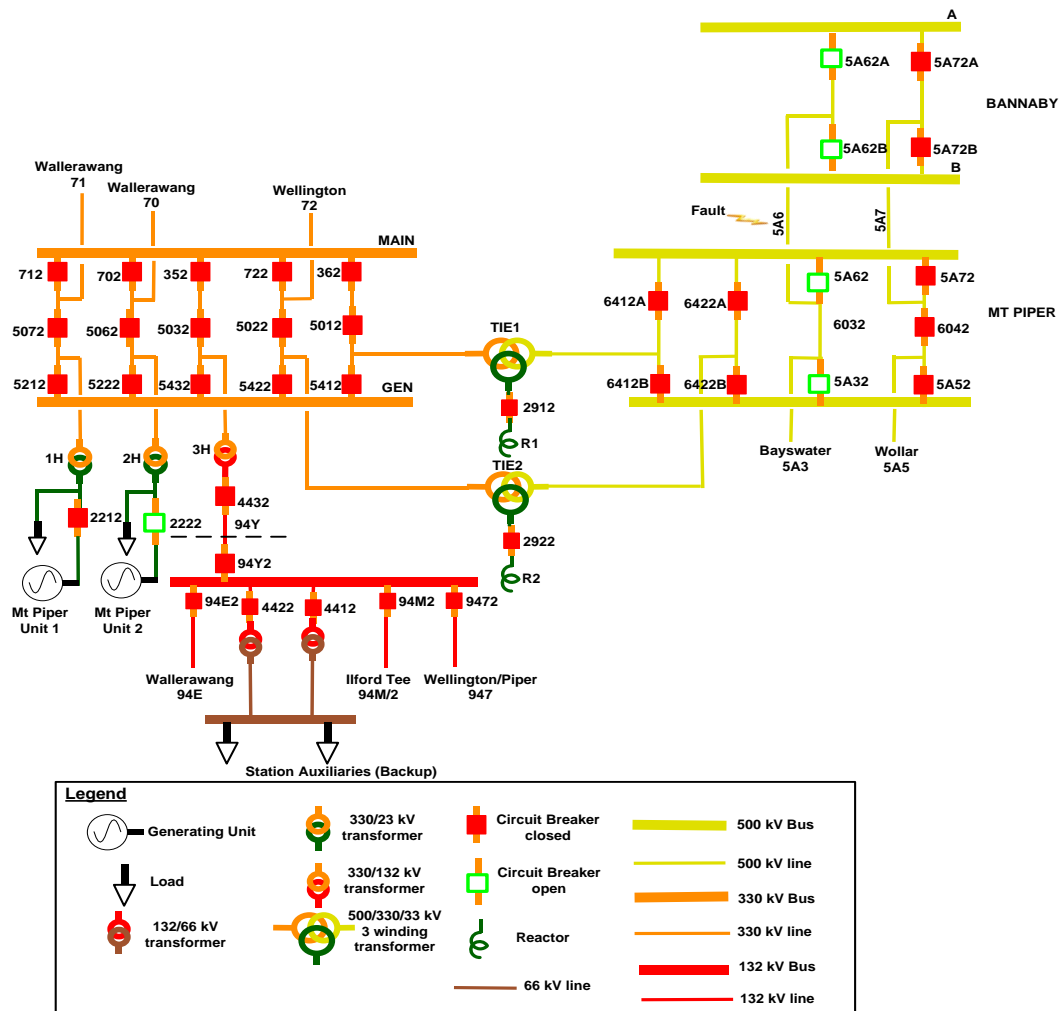 A
5A62A
5A72A
BANNABY
5A62B
5A72B
B
Wallerawang
71
Wallerawang
70
Wellington
72
Fault
5A6
5A7
MAIN
712
702
352
722
362
5A62
5A72
6412A
6422A
MT PIPER
5072
5062
5032
5022
5012
TIE1
6032
6042
5212
5222
5432
5422
5412
6412B
6422B
5A32
5A52
GEN
2912
R1
Bayswater
5A3
Wollar
5A5
1H
2H
3H
TIE2
4432
2212
2222
94Y
94Y2
2922
R2
Mt Piper
Unit 1
Mt Piper
Unit 2
94E2
4422
4412
94M2
9472
Wallerawang
94E
Ilford Tee
94M/2
Wellington/Piper
947
Station Auxiliaries (Backup)
Legend
Generating Unit
Load
132/66 kV
transformer
330/23 kV
transformer
330/132 kV
transformer
500/330/33 kV
3 winding
transformer
Circuit Breaker
closed
Circuit Breaker
open
Reactor
66 kV line
500 kV Bus
500 kV line
330 kV Bus
330 kV line
132 kV Bus
132 kV line